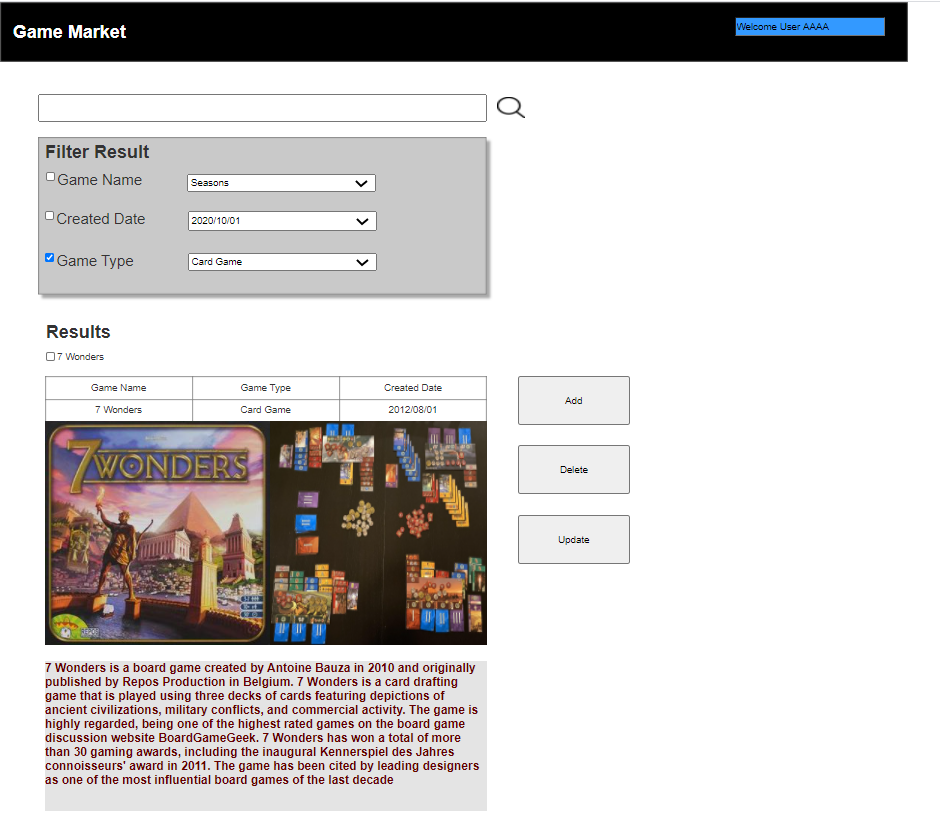 Game Market
Welcome User AAAA
Filter Result
Game Name
Seasons
Created Date
2020/10/01
Game Type
Card Game
Results
7 Wonders
Game Name Game Type Created Date
7 Wonders Card Game 2012/08/01
7 WONDERS
Add
Delete
Update
7 Wonders is a board game created by Antoine Bauza in 2010 and originally
published by Repos Production in Belgium. 7 Wonders is a card drafting
game that is played using three decks of cards featuring depictions of
ancient civilizations, military conflicts, and commercial activity. The game is
highly regarded, being one of the highest rated games on the board game
discussion website BoardGameGeek. 7 Wonders has won a total of more
than 30 gaming awards, including the inaugural Kennerspiel des Jahres
connoisseurs' award in 2011. The game has been cited by leading designers
as one of the most influential board games of the last decade